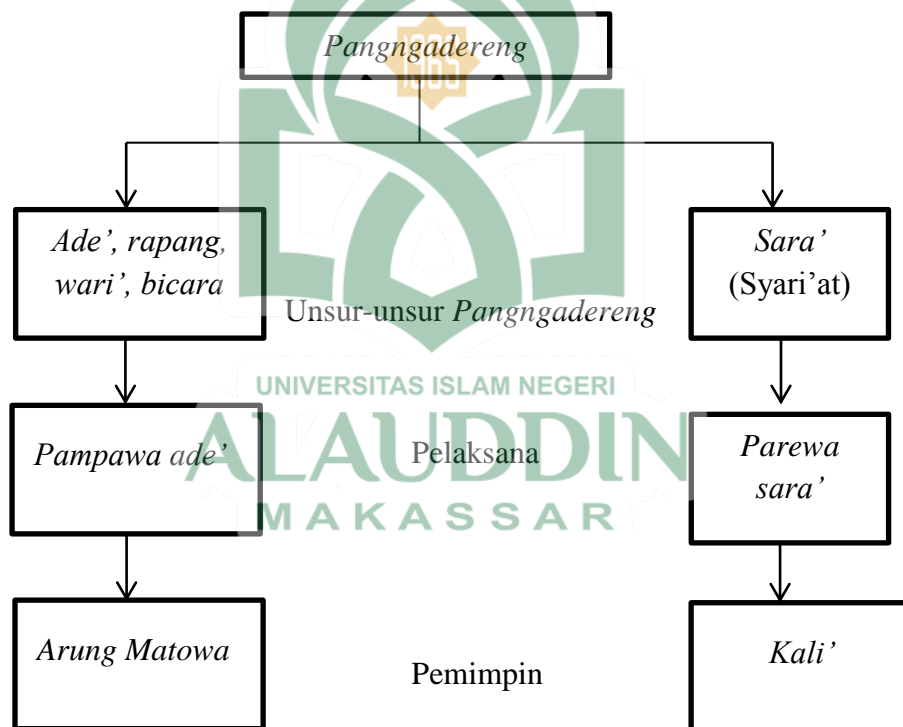 Pangngadereng
1965
Ade’, rapang,
wari’, bicara
Sara’
(Syari’at)
Unsur-unsur Pangngadereng
UNIVERSITAS ISLAM NEGERI
ALAUDDIN
MAKASSAR
Pampawa ade’
Pelaksana
Parewa
sara’
Arung Matowa
Pemimpin
Kali’